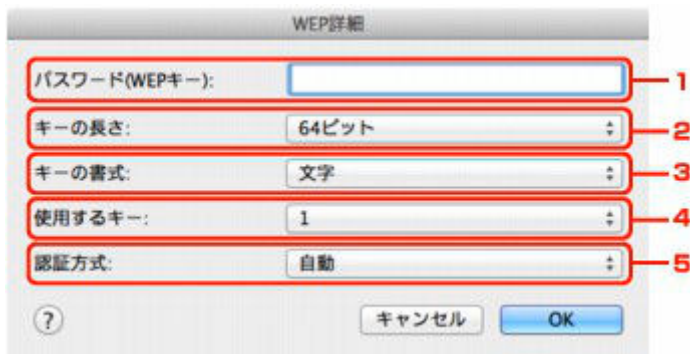 WEP詳細
パスワード(WEPキー): 1
キーの長さ: 64ビット 2
キーの書式: 文字 3
使用するキー: 1 4
認証方式: 自動 5
? キャンセル OK